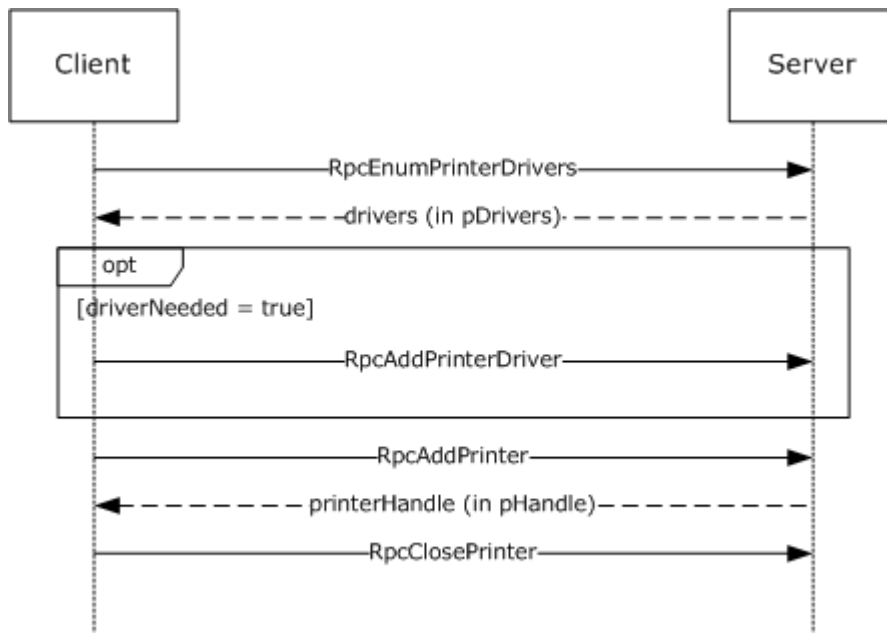 Client
Server
RpcEnumPrinterDrivers
drivers (in pDrivers)
opt
[driverNeeded = true]
RpcAddPrinterDriver
RpcAddPrinter
printerHandle (in pHandle)
RpcClosePrinter